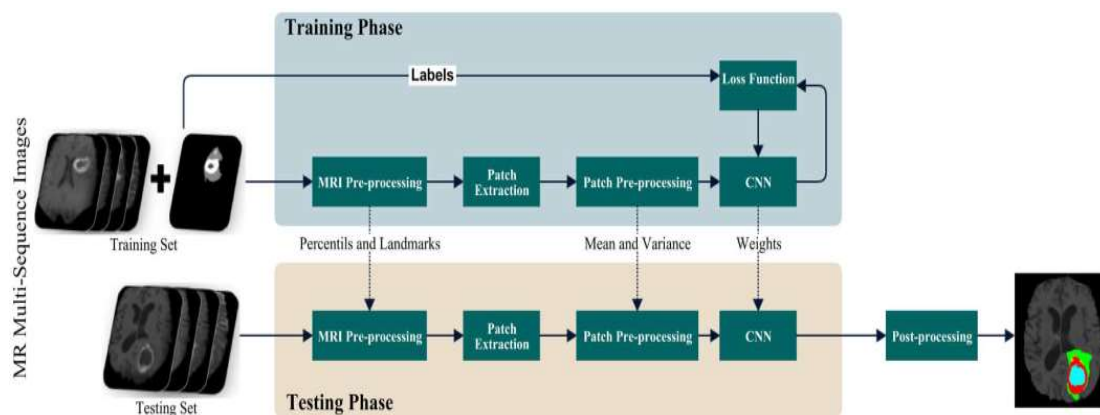 MR Multi-Sequence Images
Training Phase
Labels
Loss Function
MRI Pre-processing
Patch
Extraction
Patch Pre-processing
CNN
Training Set
Percentils and Landmarks
Mean and Variance
Weights
MRI Pre-processing
Patch
Extraction
Patch Pre-processing
CNN
Post-processing
Testing Set
Testing Phase